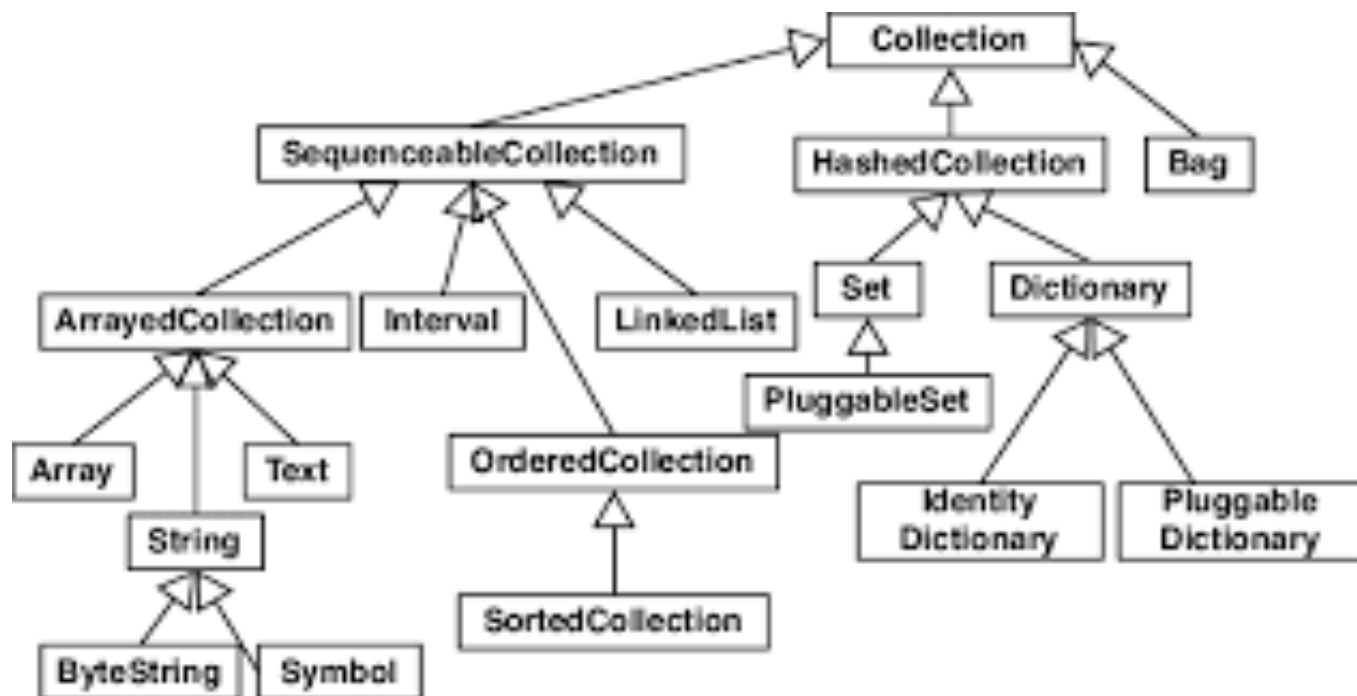 Collection
SequenceableCollection
HashedCollection
Bag
ArrayedCollection
Interval
LinkedList
Set
Dictionary
PluggableSet
Array
Text
OrderedCollection
String
Identity
Dictionary
Pluggable
Dictionary
SortedCollection
ByteString
Symbol